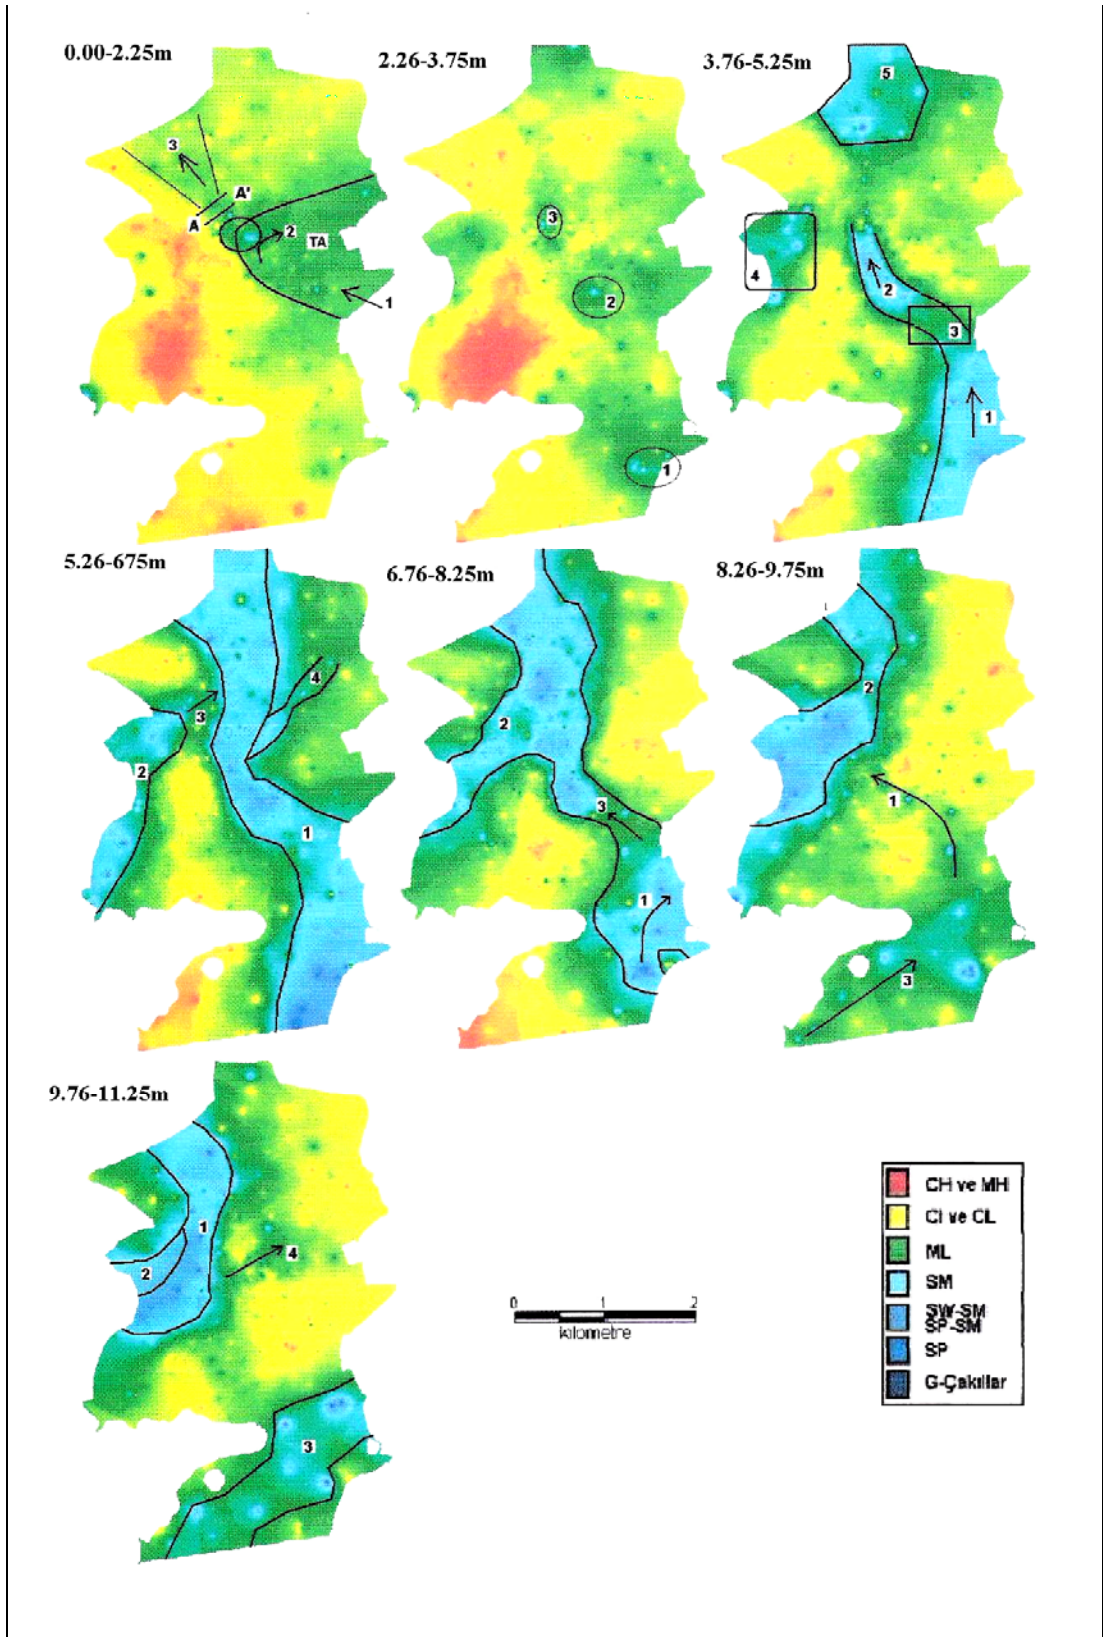 0.00-2.25m
2.26-3.75m
3.76-5.25m
3
A'
A
2
TA
1
3
2
1
5
4
2
3
1
5.26-675m
6.76-8.25m
8.26-9.75m
4
3
2
1
2
3
1
2
1
3
9.76-11.25m
1
4
2
3
0 1 2
kilometre
CH ve MH
CI ve CL
ML
SM
SW-SM
SP-SM
SP
G-Çakıllar